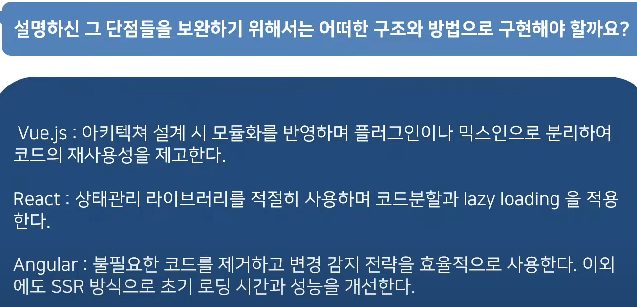 설명하신 그 단점들을 보완하기 위해서는 어떠한 구조와 방법으로 구현해야 할까요?
Vue.js : 아키텍쳐 설계 시 모듈화를 반영하며 플러그인이나 믹스인으로 분리하여
코드의 재사용성을 제고한다.
React : 상태관리 라이브러리를 적절히 사용하며 코드분할과 lazy loading 을 적용
한다.
Angular : 불필요한 코드를 제거하고 변경 감지 전략을 효율적으로 사용한다. 이외
에도 SSR 방식으로 초기 로딩 시간과 성능을 개선한다.